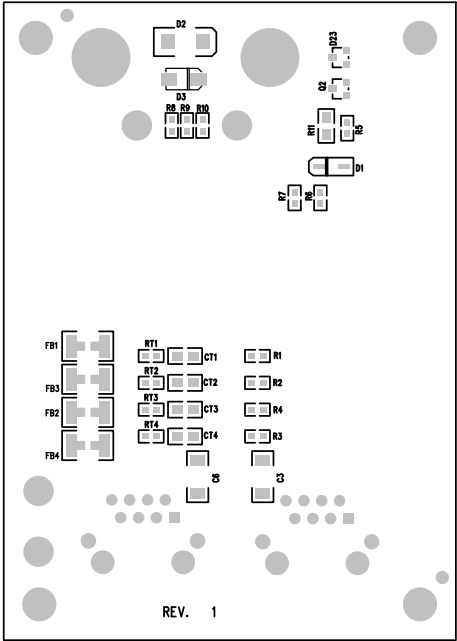 D2
D23
D3
Q2
R8 R9 R10
R11
R5
D1
R7
R6
FB1
RT1
CT1
R1
RT2
CT2
R2
FB3
RT3
CT3
R4
FB2
RT4
CT4
R3
FB4
C6
C3
REV. 1